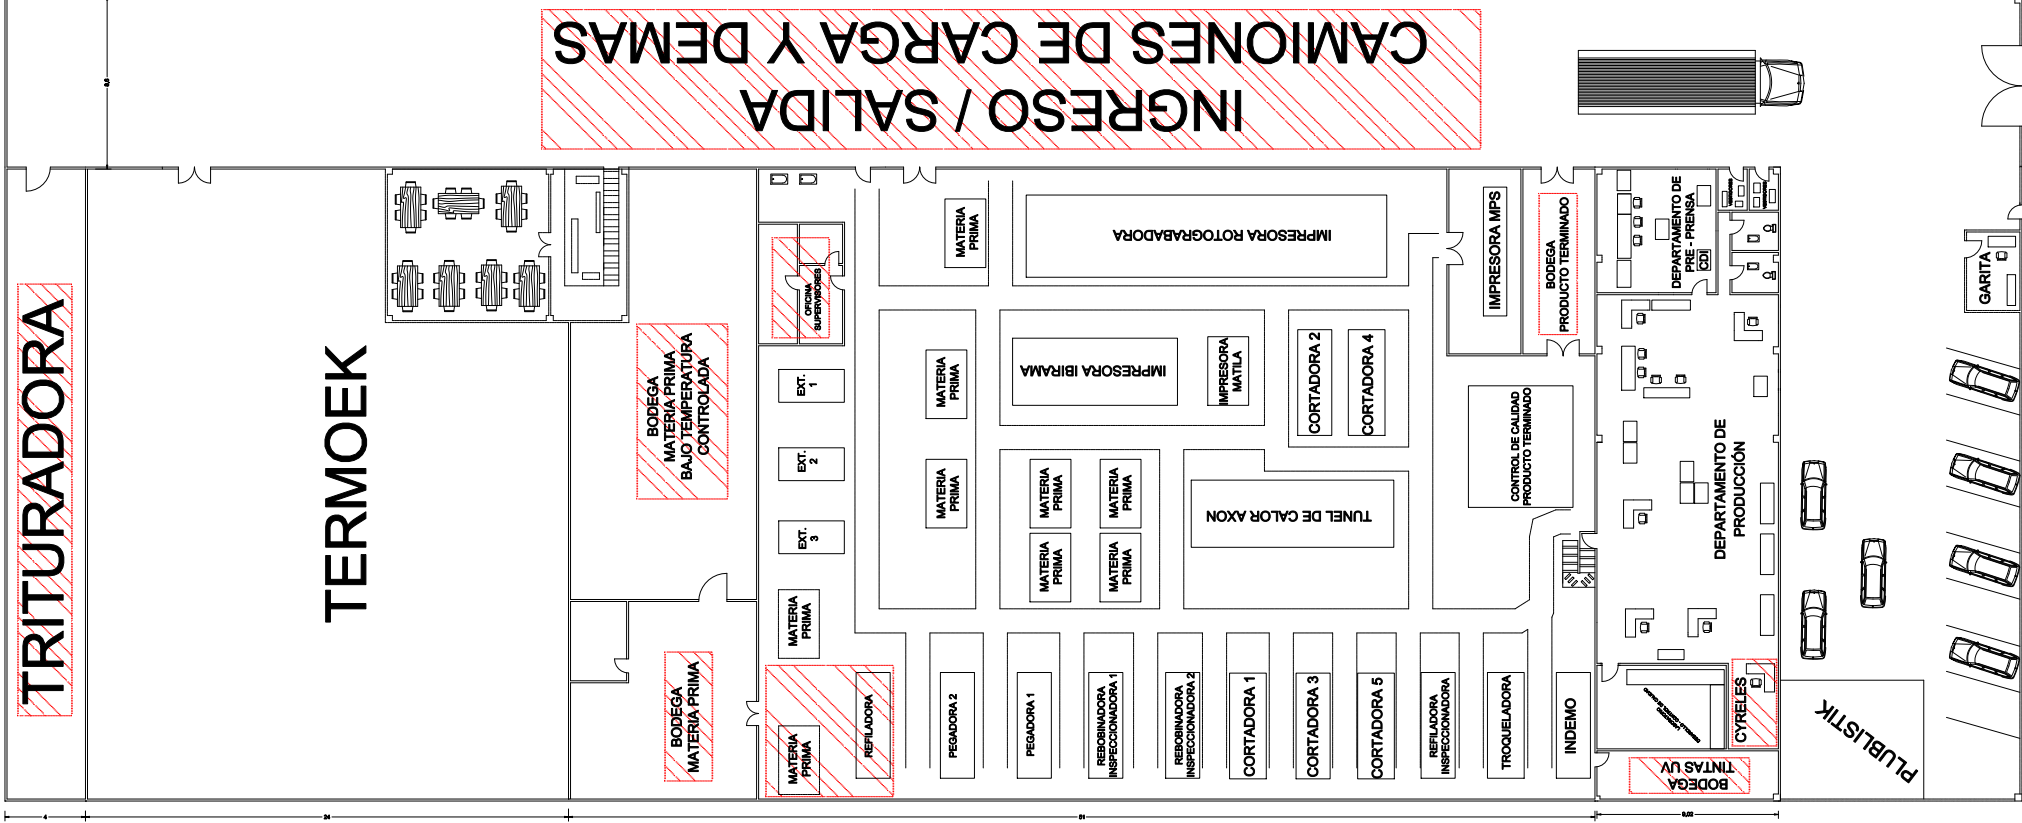 INGRESO / SALIDA
CAMIONES DE CARGA Y DEMAS
TRITURADORA
TERMOEK
BODEGA
MATERIA PRIMA
BAJO TEMPERATURA
CONTROLADA
BODEGA
MATERIA PRIMA
OFICINA
SUPERVISORES
EXT.
1
EXT.
2
EXT.
3
MATERIA
PRIMA
MATERIA
PRIMA
REFILADORA
MATERIA
PRIMA
MATERIA
PRIMA
MATERIA
PRIMA
IMPRESORA ROTOGRABADORA
IMPRESORA IBIRAMA
IMPRESORA
MATILA
CORTADORA 2
CORTADORA 4
MATERIA
PRIMA
MATERIA
PRIMA
MATERIA
PRIMA
MATERIA
PRIMA
TUNEL DE CALOR AXON
IMPRESORA MPS
BODEGA
PRODUCTO TERMINADO
CONTROL DE CALIDAD
PRODUCTO TERMINADO
PEGADORA 2
PEGADORA 1
REBOBINADORA
INSPECCIONADORA 1
REBOBINADORA
INSPECCIONADORA 2
CORTADORA 1
CORTADORA 3
CORTADORA 5
REFILADORA
INSPECCIONADORA
TROQUELADORA
INDEMO
DEPARTAMENTO DE
PRE - PRENSA
CDI
DEPARTAMENTO DE
PRODUCCIÓN
CYRELES
BODEGA
TINTAS UV
GARITA
PLUBLISTIK
4
24
51
9,02